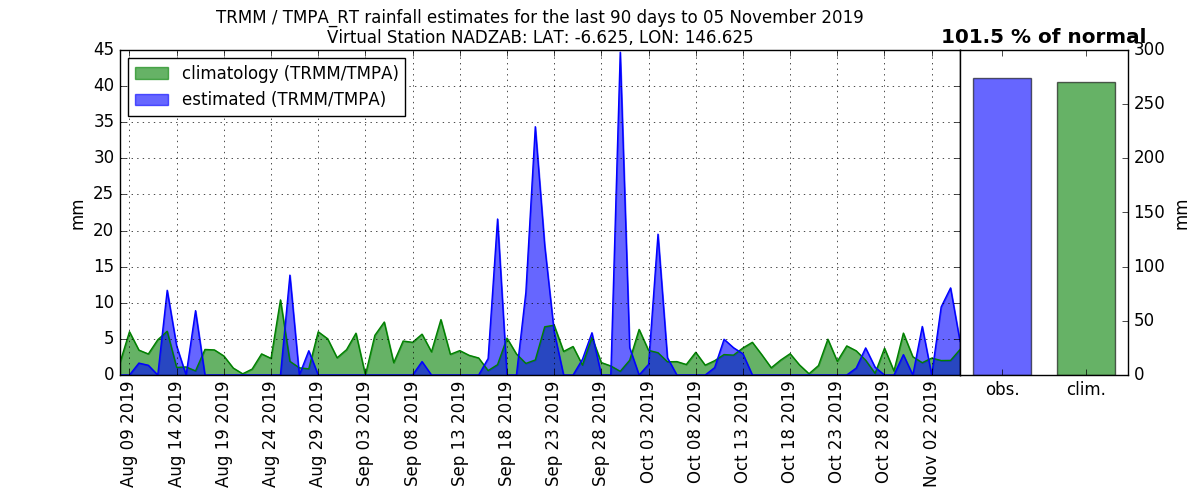 TRMM / TMPA_RT rainfall estimates for the last 90 days to 05 November 2019
Virtual Station NADZAB: LAT: -6.625, LON: 146.625
101.5 % of normal
climatology (TRMM/TMPA)
estimated (TRMM/TMPA)
45
40
35
30
25
20
15
10
5
0
mm
300
250
200
150
100
50
0
mm
Aug 09 2019
Aug 14 2019
Aug 19 2019
Aug 24 2019
Aug 29 2019
Sep 03 2019
Sep 08 2019
Sep 13 2019
Sep 18 2019
Sep 23 2019
Sep 28 2019
Oct 03 2019
Oct 08 2019
Oct 13 2019
Oct 18 2019
Oct 23 2019
Oct 28 2019
Nov 02 2019
obs.
clim.